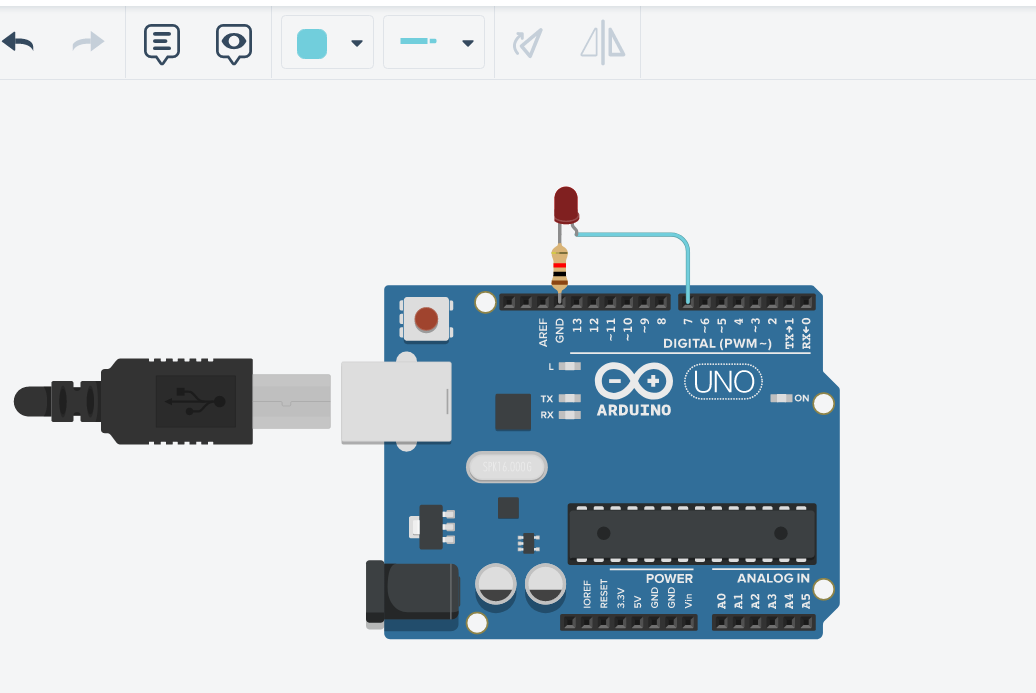 AREF
GND
13
12
~11
~10
~9
8
7
~6
~5
4
~3
2
TX→1
RX←0
DIGITAL (PWM~)
L
TX
RX
ARDUINO
UNO
ON
POWER
ANALOG IN
IOREF
RESET
3.3V
5V
GND
GND
Vin
A0
A1
A2
A3
A4
A5